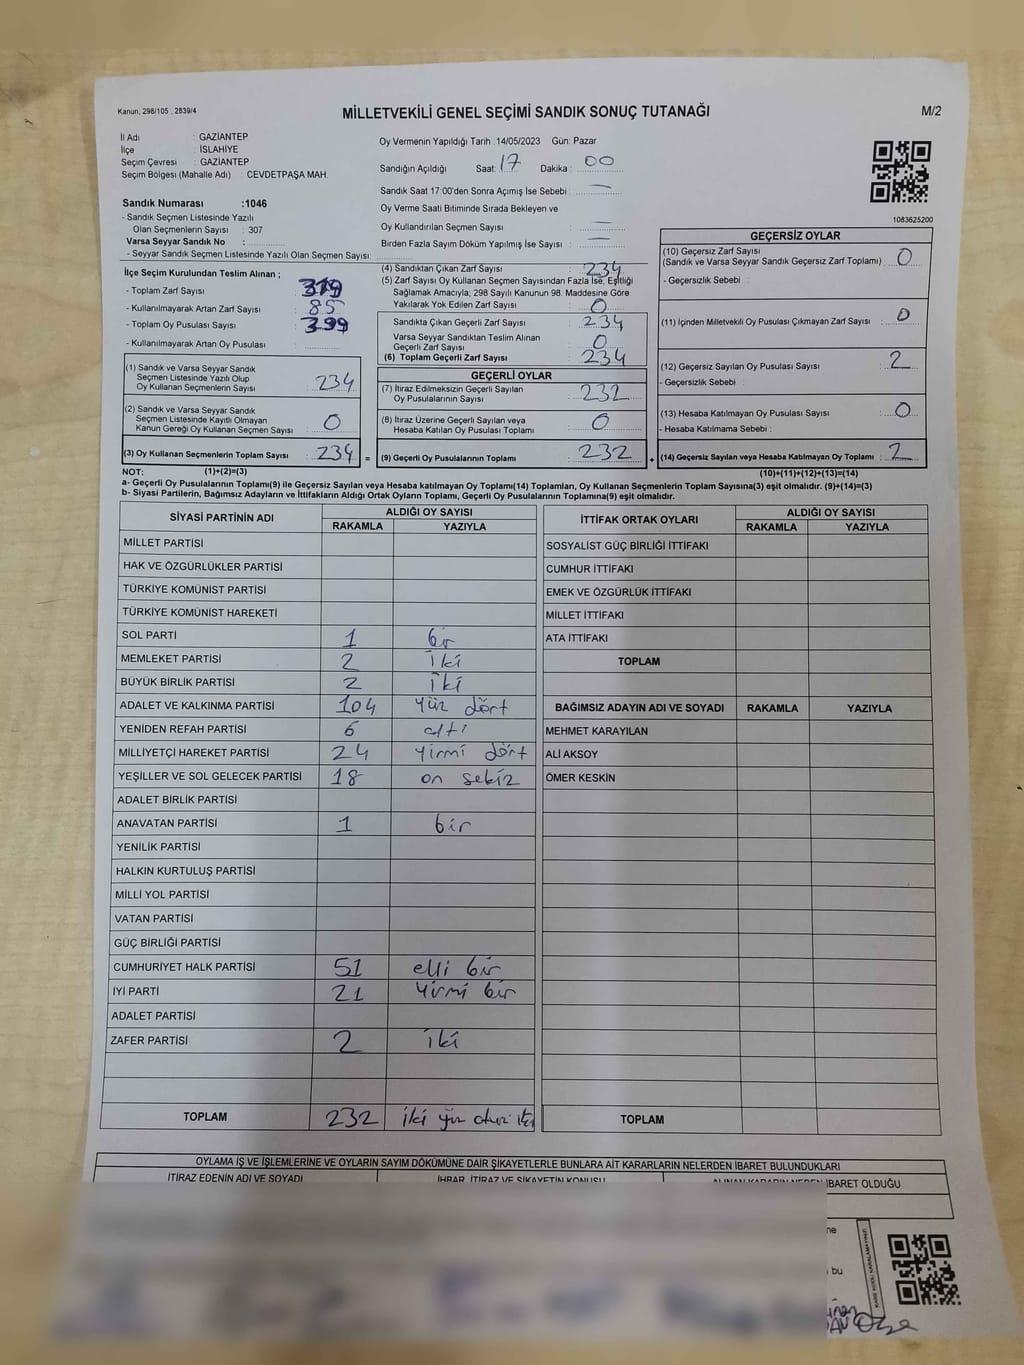 Kanun, 298/105 , 2839/4
MİLLETVEKİLİ GENEL SEÇİMİ SANDIK SONUÇ TUTANAĞI
M/2
İl Adı : GAZİANTEP
İlçe : İSLAHİYE
Seçim Çevresi : GAZİANTEP
Seçim Bölgesi (Mahalle Adı) : CEVDETPAŞA MAH.
Sandık Numarası :1046
- Sandık Seçmen Listesinde Yazılı
Olan Seçmenlerin Sayısı : 307
Varsa Seyyar Sandık No :
- Seyyar Sandık Seçmen Listesinde Yazılı Olan Seçmen Sayısı:
Oy Vermenin Yapıldığı Tarih :14/05/2023 Gün: Pazar
Sandığın Açıldığı Saat: 17 Dakika : 00
Sandık Saat 17:00'den Sonra Açımış İse Sebebi : —
Oy Verme Saati Bitiminde Sırada Bekleyen ve
Oy Kullandırılan Seçmen Sayısı : —
Birden Fazla Sayım Döküm Yapılmış İse Sayısı : —
1083625200
İlçe Seçim Kurulundan Teslim Alınan ;
- Toplam Zarf Sayısı : 319
- Kullanılmayarak Artan Zarf Sayısı : 85
- Toplam Oy Pusulası Sayısı : 399
- Kullanılmayarak Artan Oy Pusulası :
(1) Sandık ve Varsa Seyyar Sandık
Seçmen Listesinde Yazılı Olup
Oy Kullanan Seçmenlerin Sayısı : 234
(2) Sandık ve Varsa Seyyar Sandık
Seçmen Listesinde Kayıtlı Olmayan
Kanun Gereği Oy Kullanan Seçmen Sayısı : 0
(3) Oy Kullanan Seçmenlerin Toplam Sayısı : 234 =
(4) Sandıktan Çıkan Zarf Sayısı : 234
(5) Zarf Sayısı Oy Kullanan Seçmen Sayısından Fazla İse, Eşitliği
Sağlamak Amacıyla; 298 Sayılı Kanunun 98. Maddesine Göre
Yakılarak Yok Edilen Zarf Sayısı : 0
Sandıkta Çıkan Geçerli Zarf Sayısı : 234
Varsa Seyyar Sandıktan Teslim Alınan
Geçerli Zarf Sayısı : 0
(6) Toplam Geçerli Zarf Sayısı : 234
GEÇERLİ OYLAR
(7) İtiraz Edilmeksizin Geçerli Sayılan
Oy Pusulalarının Sayısı : 232
(8) İtiraz Üzerine Geçerli Sayılan veya
Hesaba Katılan Oy Pusulası Toplamı : 0
(9) Geçerli Oy Pusulalarının Toplamı : 232 +
GEÇERSİZ OYLAR
(10) Geçersiz Zarf Sayısı
(Sandık ve Varsa Seyyar Sandık Geçersiz Zarf Toplamı) : 0
- Geçersizlik Sebebi :
(11) İçinden Milletvekili Oy Pusulası Çıkmayan Zarf Sayısı : 0
(12) Geçersiz Sayılan Oy Pusulası Sayısı : 2
- Geçersizlik Sebebi :
(13) Hesaba Katılmayan Oy Pusulası Sayısı : 0
- Hesaba Katılmama Sebebi :
(14) Geçersiz Sayılan veya Hesaba Katılmayan Oy Toplamı : 2
NOT: (1)+(2)=(3) (10)+(11)+(12)+(13)=(14)
a- Geçerli Oy Pusulalarının Toplamı(9) ile Geçersiz Sayılan veya Hesaba katılmayan Oy Toplamı(14) Toplamları, Oy Kullanan Seçmenlerin Toplam Sayısına(3) eşit olmalıdır. (9)+(14)=(3)
b- Siyasi Partilerin, Bağımsız Adayların ve İttifakların Aldığı Ortak Oyların Toplamı, Geçerli Oy Pusulalarının Toplamına(9) eşit olmalıdır.
SİYASİ PARTİNİN ADI ALDIĞI OY SAYISI
RAKAMLA YAZIYLA
MİLLET PARTİSİ
HAK VE ÖZGÜRLÜKLER PARTİSİ
TÜRKİYE KOMÜNİST PARTİSİ
TÜRKİYE KOMÜNİST HAREKETİ
SOL PARTİ 1 bir
MEMLEKET PARTİSİ 2 iki
BÜYÜK BİRLİK PARTİSİ 2 iki
ADALET VE KALKINMA PARTİSİ 104 yüz dört
YENİDEN REFAH PARTİSİ 6 altı
MİLLİYETÇİ HAREKET PARTİSİ 24 yirmi dört
YEŞİLLER VE SOL GELECEK PARTİSİ 18 on sekiz
ADALET BİRLİK PARTİSİ
ANAVATAN PARTİSİ 1 bir
YENİLİK PARTİSİ
HALKIN KURTULUŞ PARTİSİ
MİLLİ YOL PARTİSİ
VATAN PARTİSİ
GÜÇ BİRLİĞİ PARTİSİ
CUMHURİYET HALK PARTİSİ 51 elli bir
İYİ PARTİ 21 yirmi bir
ADALET PARTİSİ
ZAFER PARTİSİ 2 iki
TOPLAM 232 iki yüz otuz iki
İTTİFAK ORTAK OYLARI ALDIĞI OY SAYISI
RAKAMLA YAZIYLA
SOSYALİST GÜÇ BİRLİĞİ İTTİFAKI
CUMHUR İTTİFAKI
EMEK VE ÖZGÜRLÜK İTTİFAKI
MİLLET İTTİFAKI
ATA İTTİFAKI
TOPLAM
BAĞIMSIZ ADAYIN ADI VE SOYADI RAKAMLA YAZIYLA
MEHMET KARAYILAN
ALİ AKSOY
ÖMER KESKİN
TOPLAM
OYLAMA İŞ VE İŞLEMLERİNE VE OYLARIN SAYIM DÖKÜMÜNE DAİR ŞİKAYETLERLE BUNLARA AİT KARARLARIN NELERDEN İBARET BULUNDUKLARI
İTİRAZ EDENİN ADI VE SOYADI İHBAR, İTİRAZ VE ŞİKAYETİN KONUSU ALINAN KARARIN NEDEN İBARET OLDUĞU
ne
bu